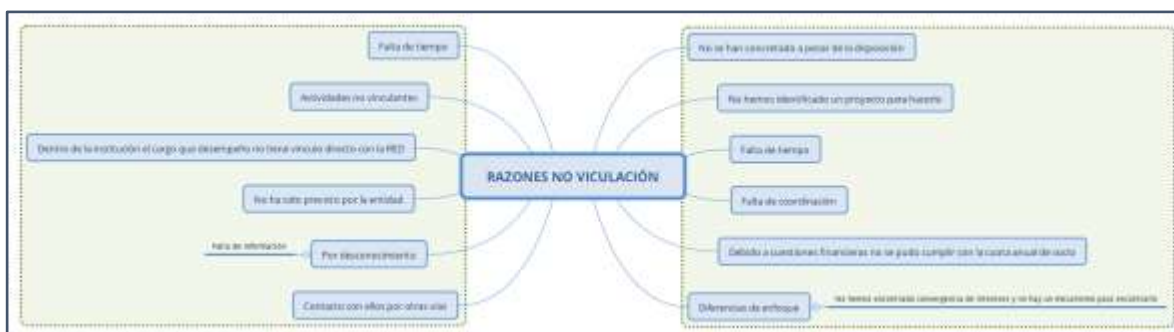 Falta de tiempo
Actividades no vinculantes
Dentro de la institución el cargo que desempeño no tiene vínculo directo con la RED
No ha sido previsto por la entidad
Falta de información
Por desconocimiento
Contacto con ellos por otras vías
RAZONES NO VICULACIÓN
No se han concretado a pesar de la disposición
No hemos identificado un proyecto para hacerlo
Falta de tiempo
Falta de coordinación
Debido a cuestiones financieras no se pudo cumplir con la cuota anual de socio
Diferencias de enfoque
No hemos encontrado convergencia de intereses y no hay un mecanismo para encontrarlo